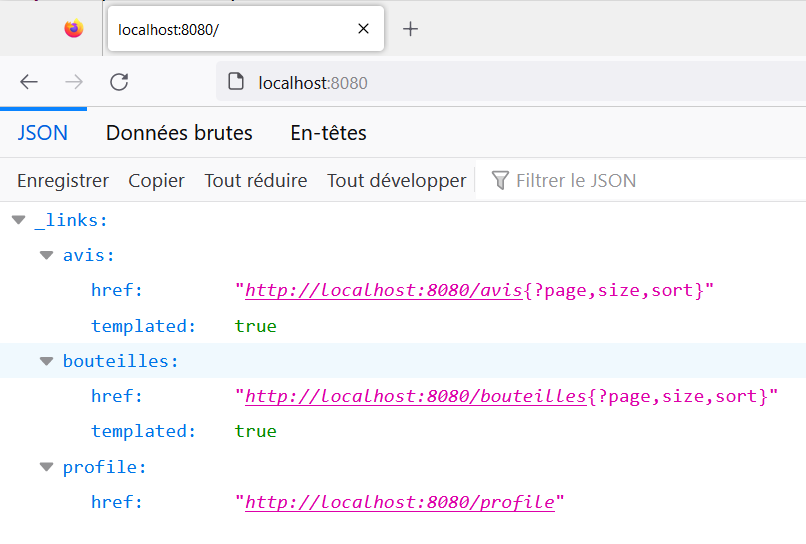 localhost:8080/
localhost:8080
JSON Données brutes En-têtes
Enregistrer Copier Tout réduire Tout développer Filtrer le JSON
_links:
avis:
href: "http://localhost:8080/avis{?page,size,sort}"
templated: true
bouteilles:
href: "http://localhost:8080/bouteilles{?page,size,sort}"
templated: true
profile:
href: "http://localhost:8080/profile"